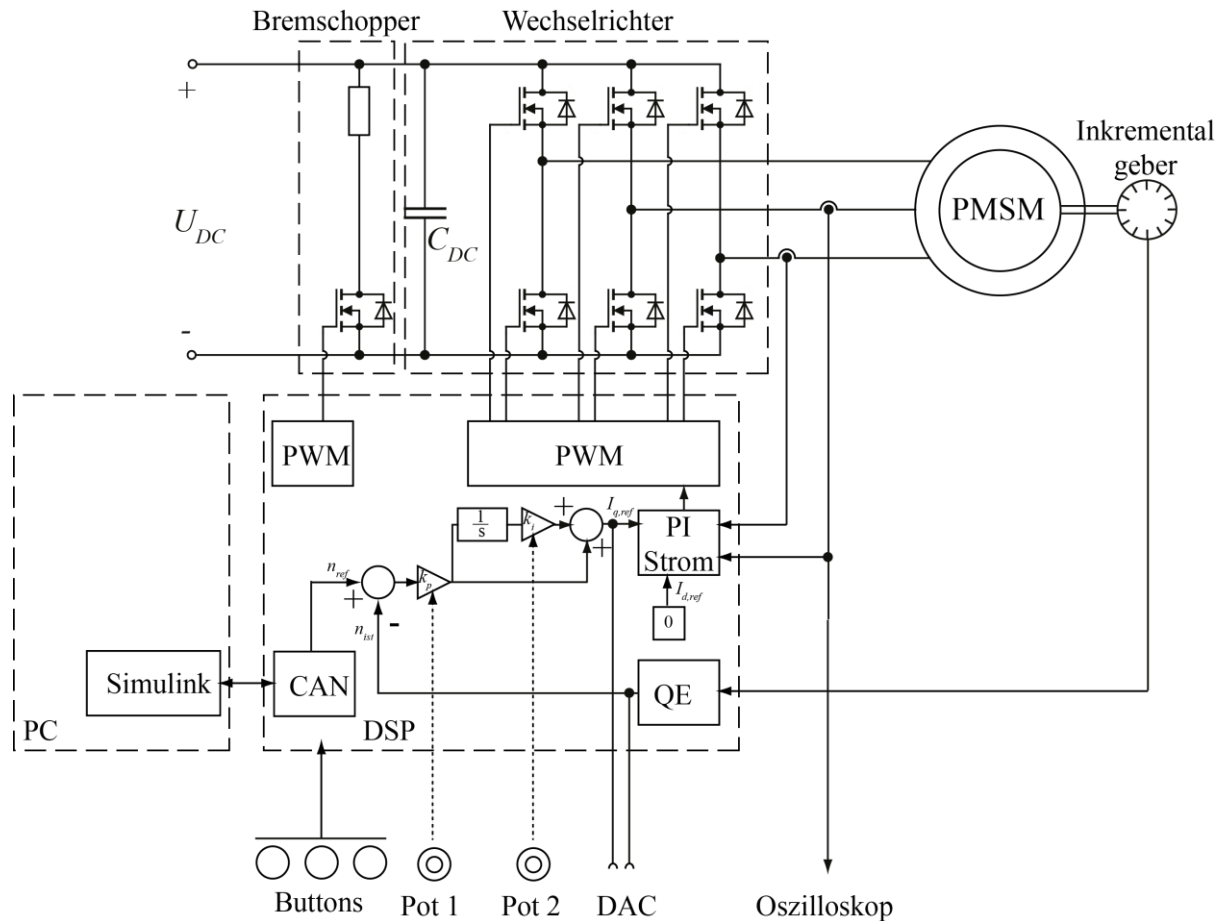 Bremschopper
Wechselrichter
+
U_DC
-
C_DC
PMSM
Inkremental
geber
PWM
PWM
1/s
k_i
+
+
I_q,ref
PI
Strom
I_d,ref
0
n_ref
+
-
n_ist
k_p
Simulink
CAN
QE
PC
DSP
Buttons
Pot 1
Pot 2
DAC
Oszilloskop